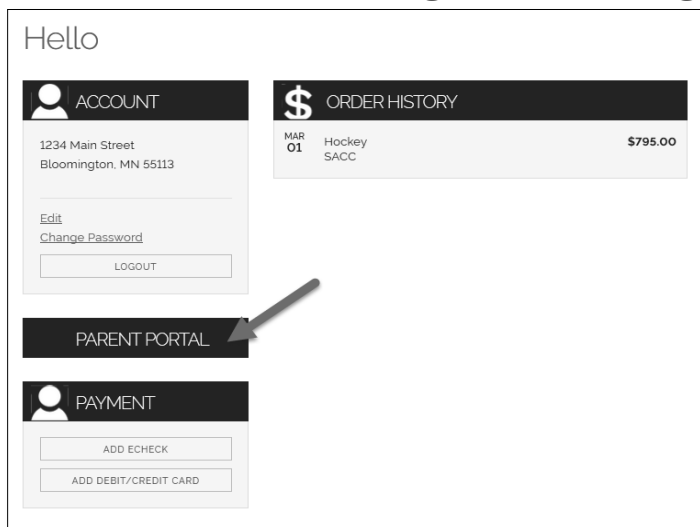 Hello
ACCOUNT
1234 Main Street
Bloomington, MN 55113
Edit
Change Password
LOGOUT
PARENT PORTAL
PAYMENT
ADD ECHECK
ADD DEBIT/CREDIT CARD
$ ORDER HISTORY
MAR
01
Hockey
SACC
$795.00